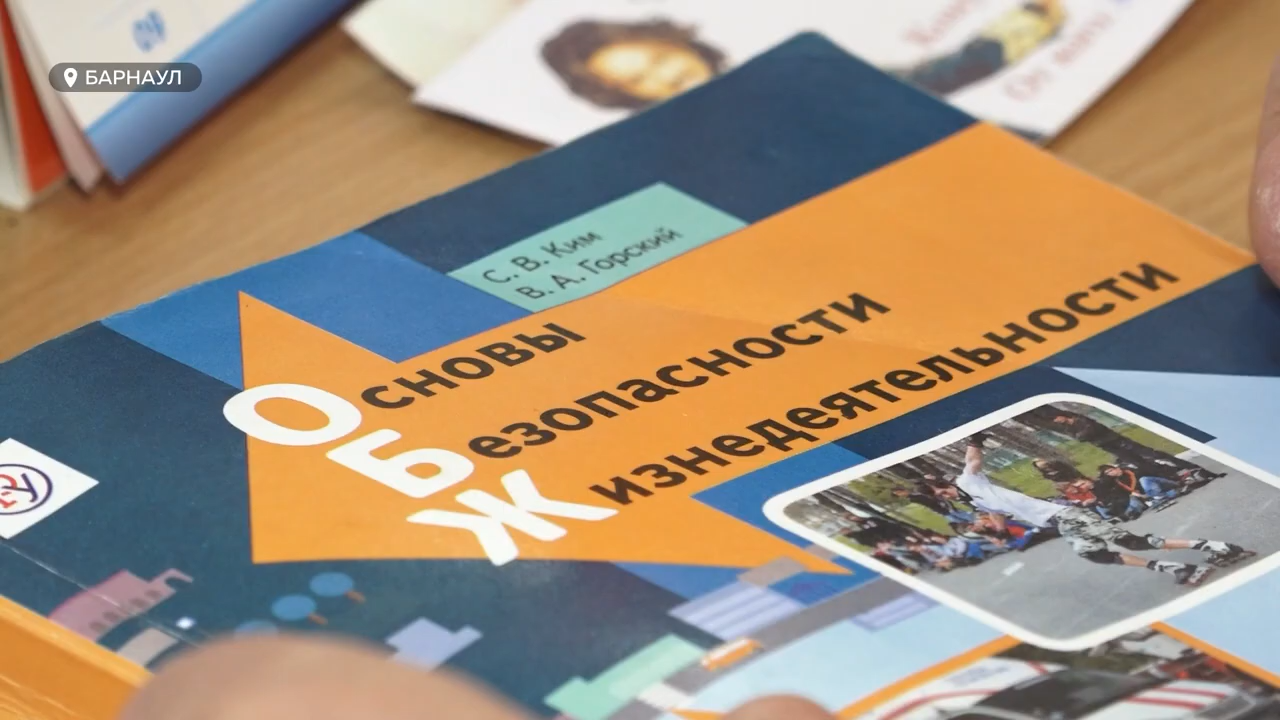 БАРНАУЛ
С. В. Ким
В. А. Горский
Основы
Безопасности
Жизнедеятельности